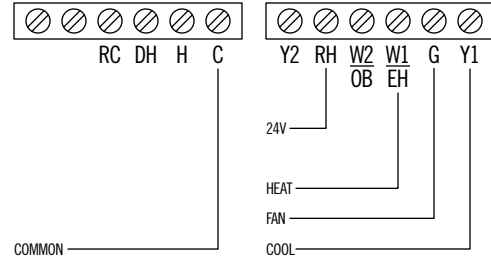 RC DH H C
Y2 RH W2 W1 G Y1
OB EH
24V
HEAT
FAN
COMMON
COOL